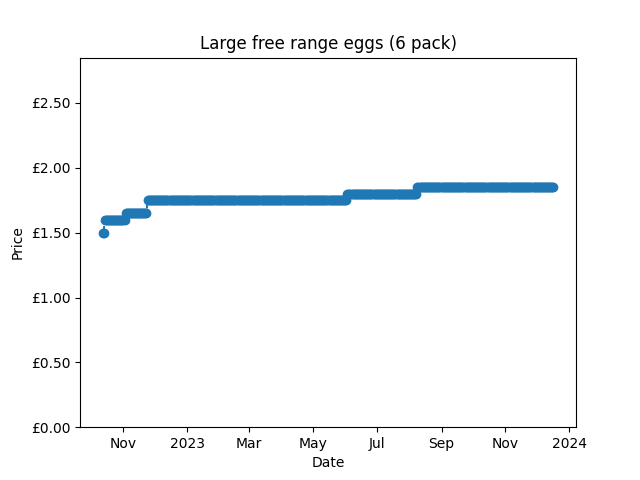 Large free range eggs (6 pack)
£2.50
£2.00
£1.50
£1.00
£0.50
£0.00
Price
Nov 2023 Mar May Jul Sep Nov 2024
Date